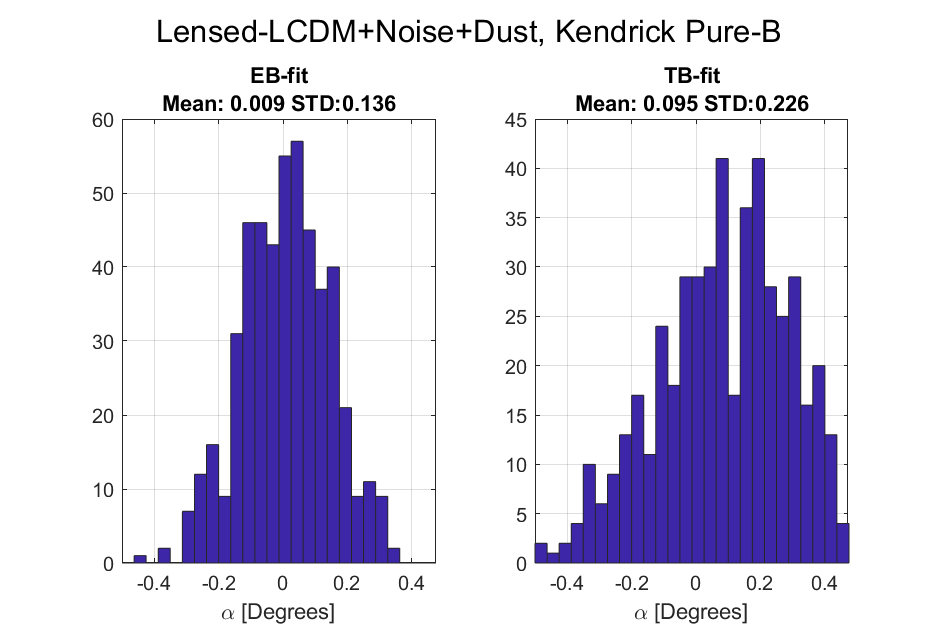 Lensed-LCDM+Noise+Dust, Kendrick Pure-B
EB-fit
Mean: 0.009 STD:0.136
60
50
40
30
20
10
0
-0.4 -0.2 0 0.2 0.4
α [Degrees]
TB-fit
Mean: 0.095 STD:0.226
45
40
35
30
25
20
15
10
5
0
-0.4 -0.2 0 0.2 0.4
α [Degrees]